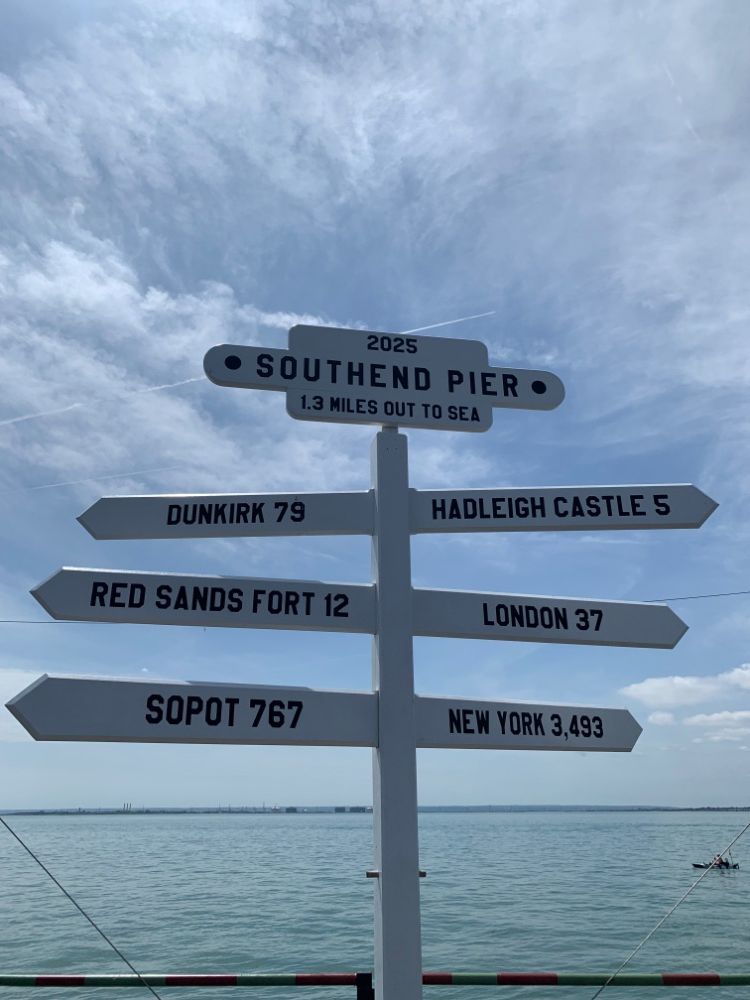 2025
SOUTHEND PIER
1.3 MILES OUT TO SEA
DUNKIRK 79
HADLEIGH CASTLE 5
RED SANDS FORT 12
LONDON 37
SOPOT 767
NEW YORK 3,493